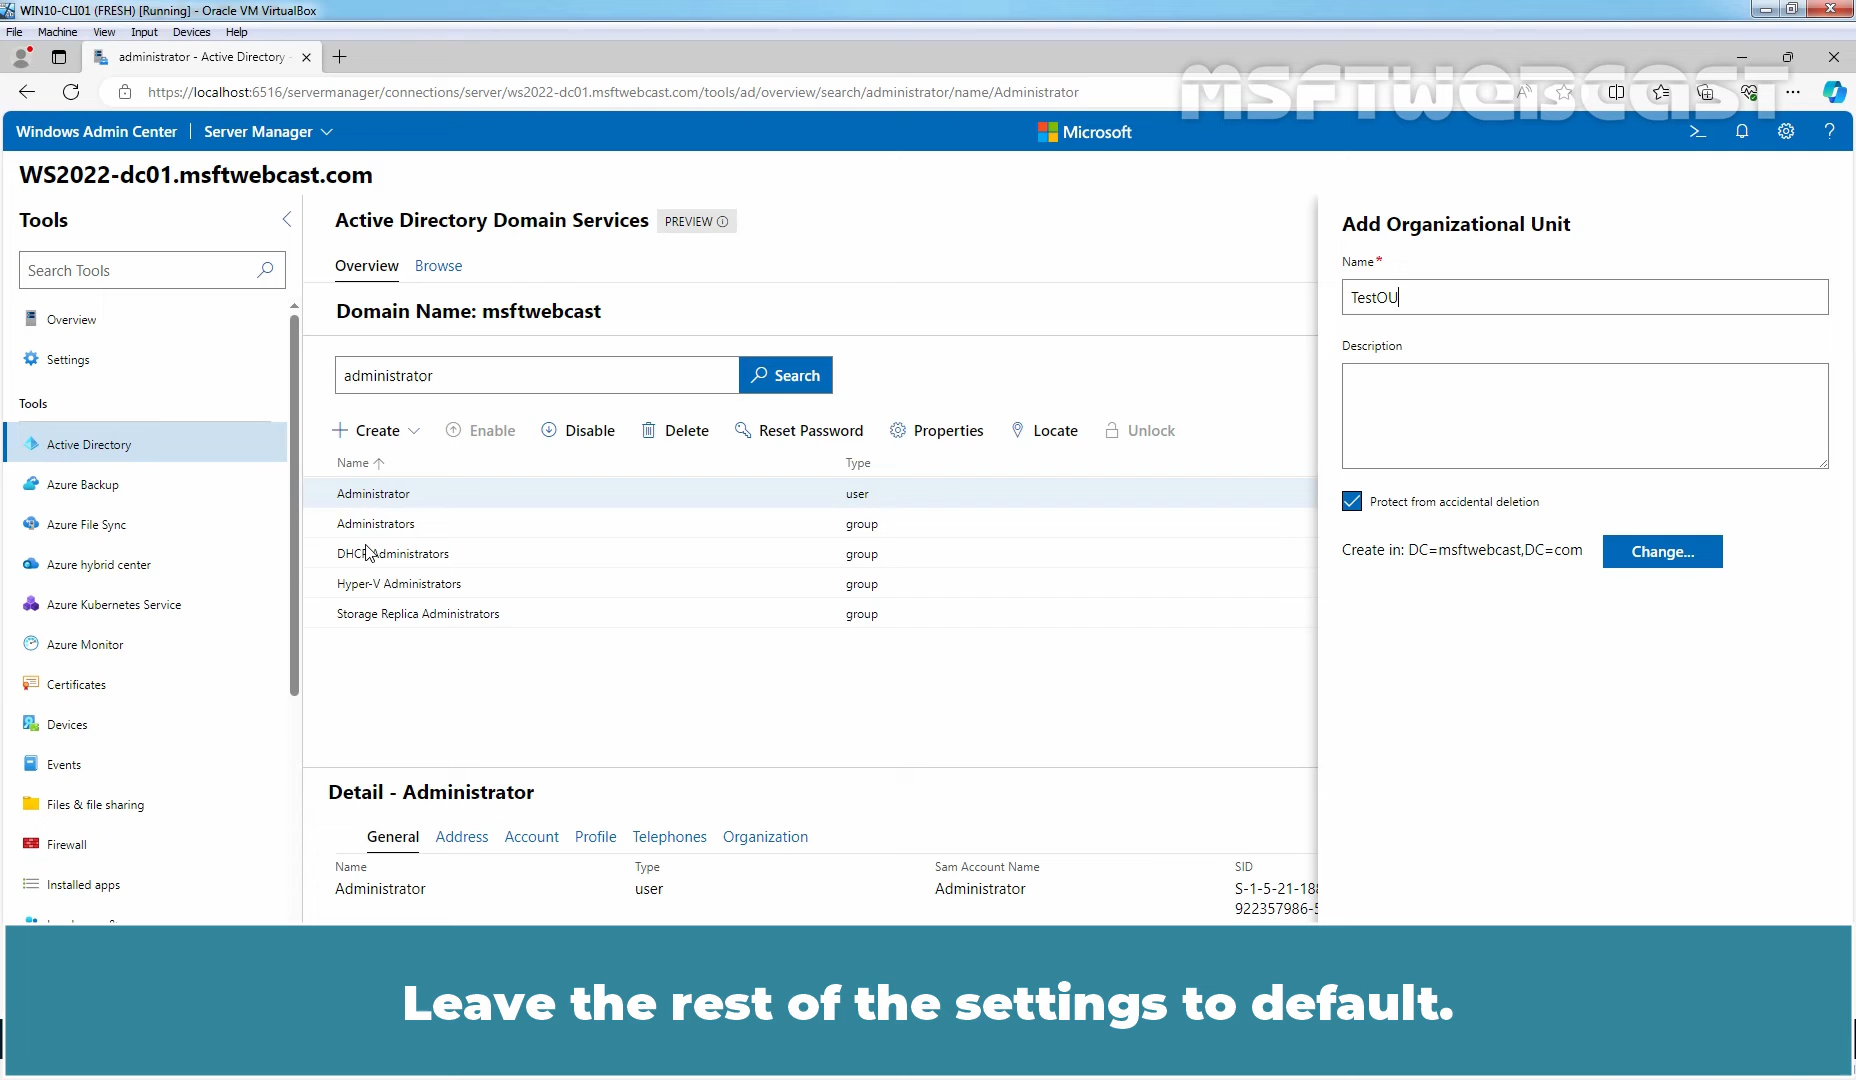 WIN10-CLI01 (FRESH) [Running] - Oracle VM VirtualBox
File Machine View Input Devices Help
administrator - Active Directory
https://localhost:6516/servermanager/connections/server/ws2022-dc01.msftwebcast.com/tools/ad/overview/search/administrator/name/Administrator
MSFTWEBCAST
Windows Admin Center | Server Manager
Microsoft
WS2022-dc01.msftwebcast.com
Tools
Search Tools
Overview
Settings
Tools
Active Directory
Azure Backup
Azure File Sync
Azure hybrid center
Azure Kubernetes Service
Azure Monitor
Certificates
Devices
Events
Files & file sharing
Firewall
Installed apps
Active Directory Domain Services PREVIEW
Overview Browse
Domain Name: msftwebcast
administrator Search
Create Enable Disable Delete Reset Password Properties Locate Unlock
Name Type
Administrator user
Administrators group
DHCP Administrators group
Hyper-V Administrators group
Storage Replica Administrators group
Detail - Administrator
General Address Account Profile Telephones Organization
Name Type Sam Account Name SID
Administrator user Administrator S-1-5-21-18
922357986-5
Add Organizational Unit
Name*
TestOU
Description
Protect from accidental deletion
Create in: DC=msftwebcast,DC=com Change...
Leave the rest of the settings to default.